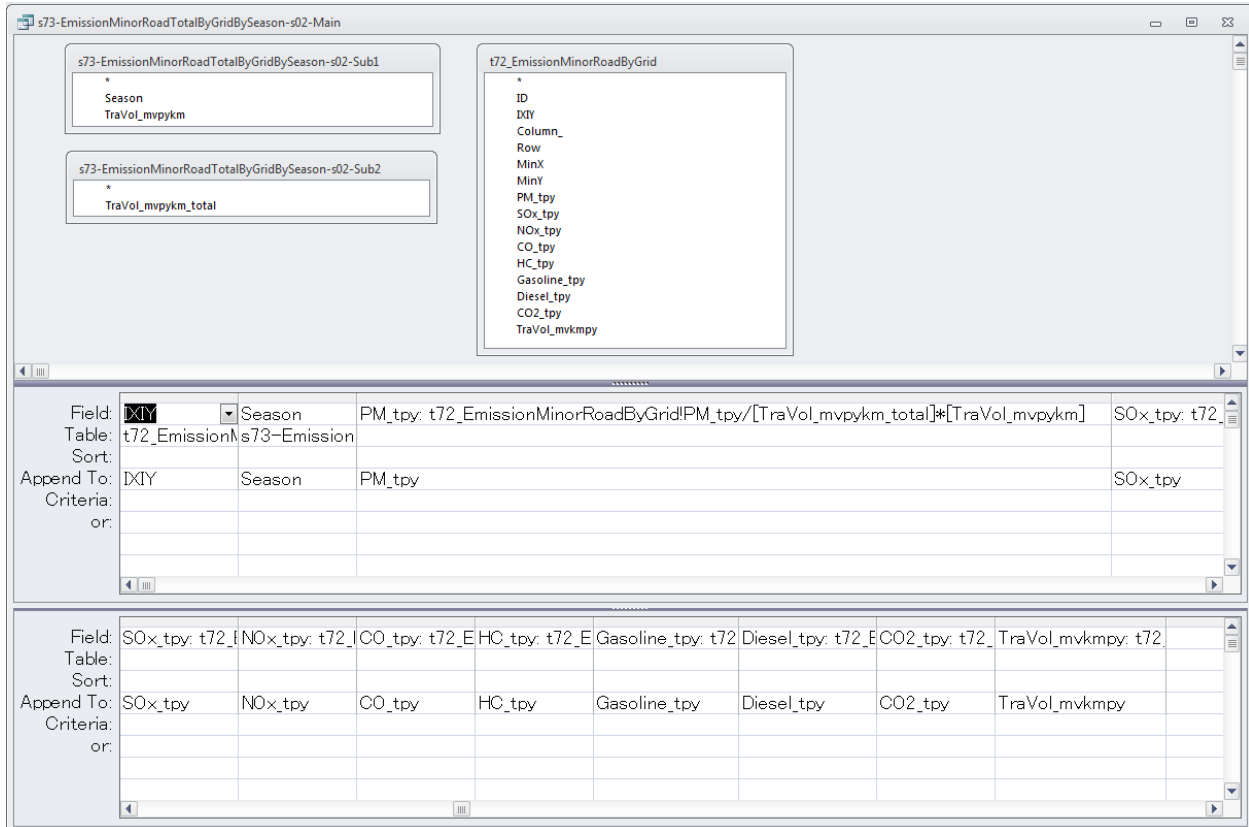 s73-EmissionMinorRoadTotalByGridBySeason-s02-Main
s73-EmissionMinorRoadTotalByGridBySeason-s02-Sub1
*
Season
TraVol_mvpykm
s73-EmissionMinorRoadTotalByGridBySeason-s02-Sub2
*
TraVol_mvpykm_total
t72_EmissionMinorRoadByGrid
*
ID
IXIY
Column_
Row
MinX
MinY
PM_tpy
SOx_tpy
NOx_tpy
CO_tpy
HC_tpy
Gasoline_tpy
Diesel_tpy
CO2_tpy
TraVol_mvkmpy
Field: IXIY Season PM_tpy: t72_EmissionMinorRoadByGrid!PM_tpy/[TraVol_mvpykm_total]*[TraVol_mvpykm] SOx_tpy: t72_
Table: t72_EmissionM s73-Emission
Sort:
Append To: IXIY Season PM_tpy SOx_tpy
Criteria:
or:
Field: SOx_tpy: t72_E NOx_tpy: t72_E CO_tpy: t72_E HC_tpy: t72_E Gasoline_tpy: t72 Diesel_tpy: t72_E CO2_tpy: t72_ TraVol_mvkmpy: t72_
Table:
Sort:
Append To: SOx_tpy NOx_tpy CO_tpy HC_tpy Gasoline_tpy Diesel_tpy CO2_tpy TraVol_mvkmpy
Criteria:
or: